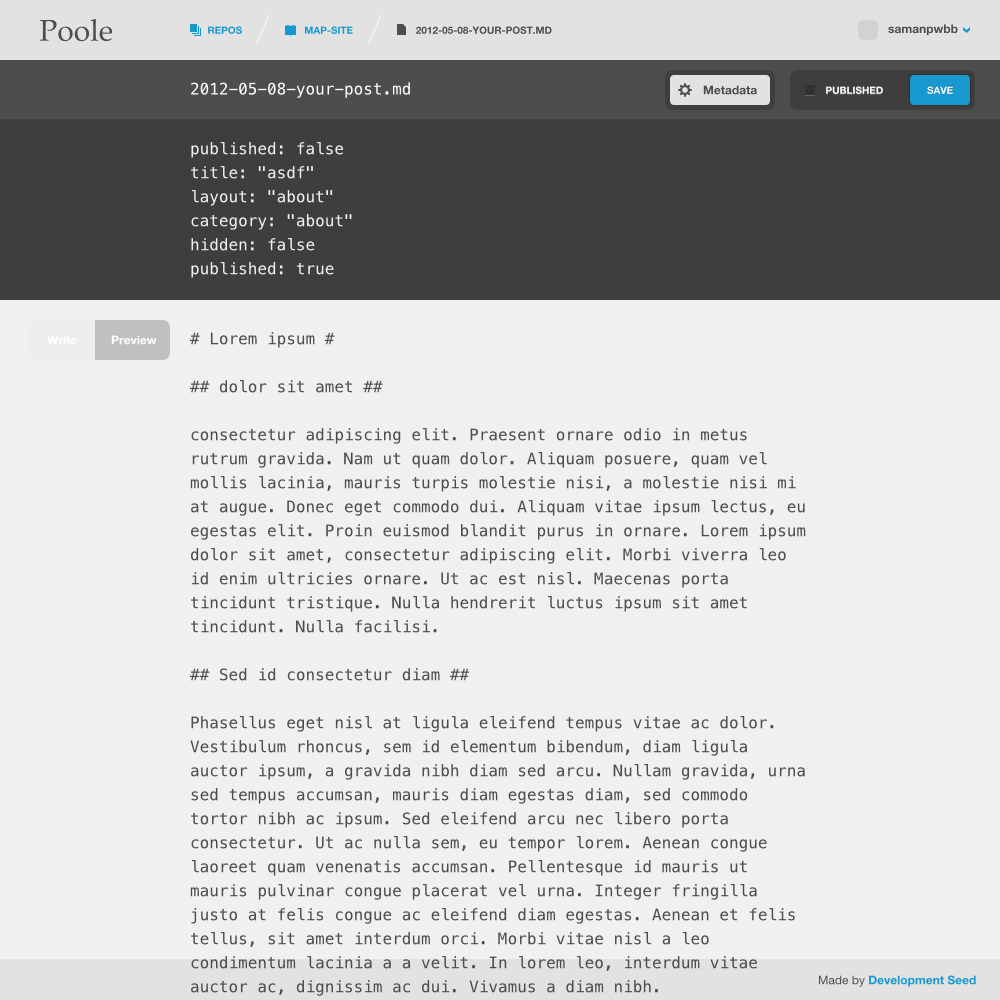 Poole
REPOS
MAP-SITE
2012-05-08-YOUR-POST.MD
samanpwbb
2012-05-08-your-post.md
Metadata
PUBLISHED
SAVE
published: false
title: "asdf"
layout: "about"
category: "about"
hidden: false
published: true
Write
Preview
# Lorem ipsum #
## dolor sit amet ##
consectetur adipiscing elit. Praesent ornare odio in metus
rutrum gravida. Nam ut quam dolor. Aliquam posuere, quam vel
mollis lacinia, mauris turpis molestie nisi, a molestie nisi mi
at augue. Donec eget commodo dui. Aliquam vitae ipsum lectus, eu
egestas elit. Proin euismod blandit purus in ornare. Lorem ipsum
dolor sit amet, consectetur adipiscing elit. Morbi viverra leo
id enim ultricies ornare. Ut ac est nisl. Maecenas porta
tincidunt tristique. Nulla hendrerit luctus ipsum sit amet
tincidunt. Nulla facilisi.
## Sed id consectetur diam ##
Phasellus eget nisl at ligula eleifend tempus vitae ac dolor.
Vestibulum rhoncus, sem id elementum bibendum, diam ligula
auctor ipsum, a gravida nibh diam sed arcu. Nullam gravida, urna
sed tempus accumsan, mauris diam egestas diam, sed commodo
tortor nibh ac ipsum. Sed eleifend arcu nec libero porta
consectetur. Ut ac nulla sem, eu tempor lorem. Aenean congue
laoreet quam venenatis accumsan. Pellentesque id mauris ut
mauris pulvinar congue placerat vel urna. Integer fringilla
justo at felis congue ac eleifend diam egestas. Aenean et felis
tellus, sit amet interdum orci. Morbi vitae nisl a leo
condimentum lacinia a a velit. In lorem leo, interdum vitae
auctor ac, dignissim ac dui. Vivamus a diam nibh.
Made by Development Seed